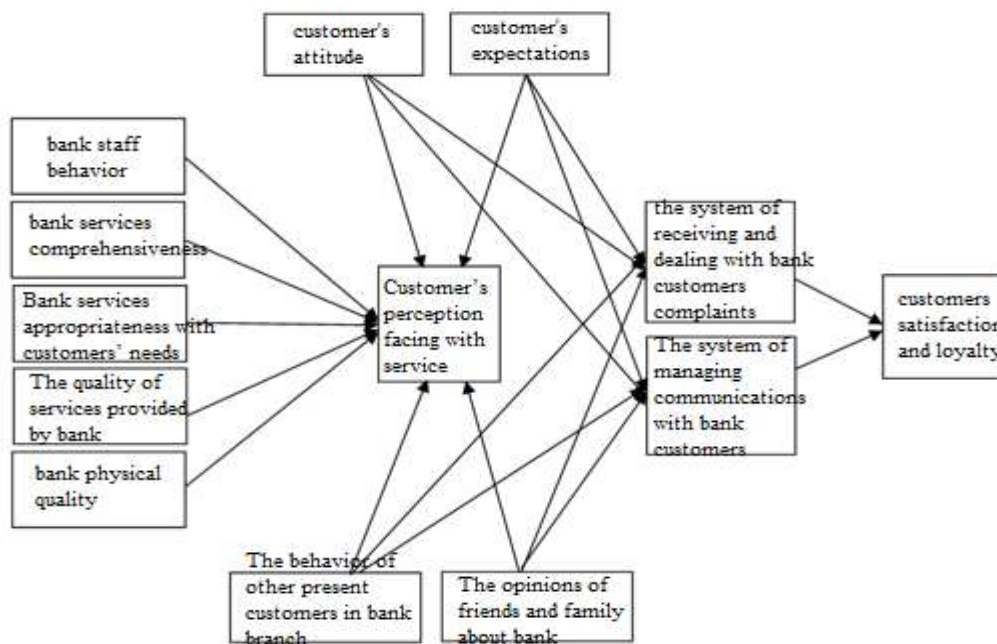 customer's
attitude
customer's
expectations
bank staff
behavior
bank services
comprehensiveness
Bank services
appropriateness with
customers' needs
The quality of
services provided
by bank
bank physical
quality
Customer's
perception
facing with
service
the system of
receiving and
dealing with bank
customers
complaints
The system of
managing
communications
with bank
customers
customers
satisfaction
and loyalty
The behavior of
other present
customers in bank
branch
The opinions of
friends and family
about bank